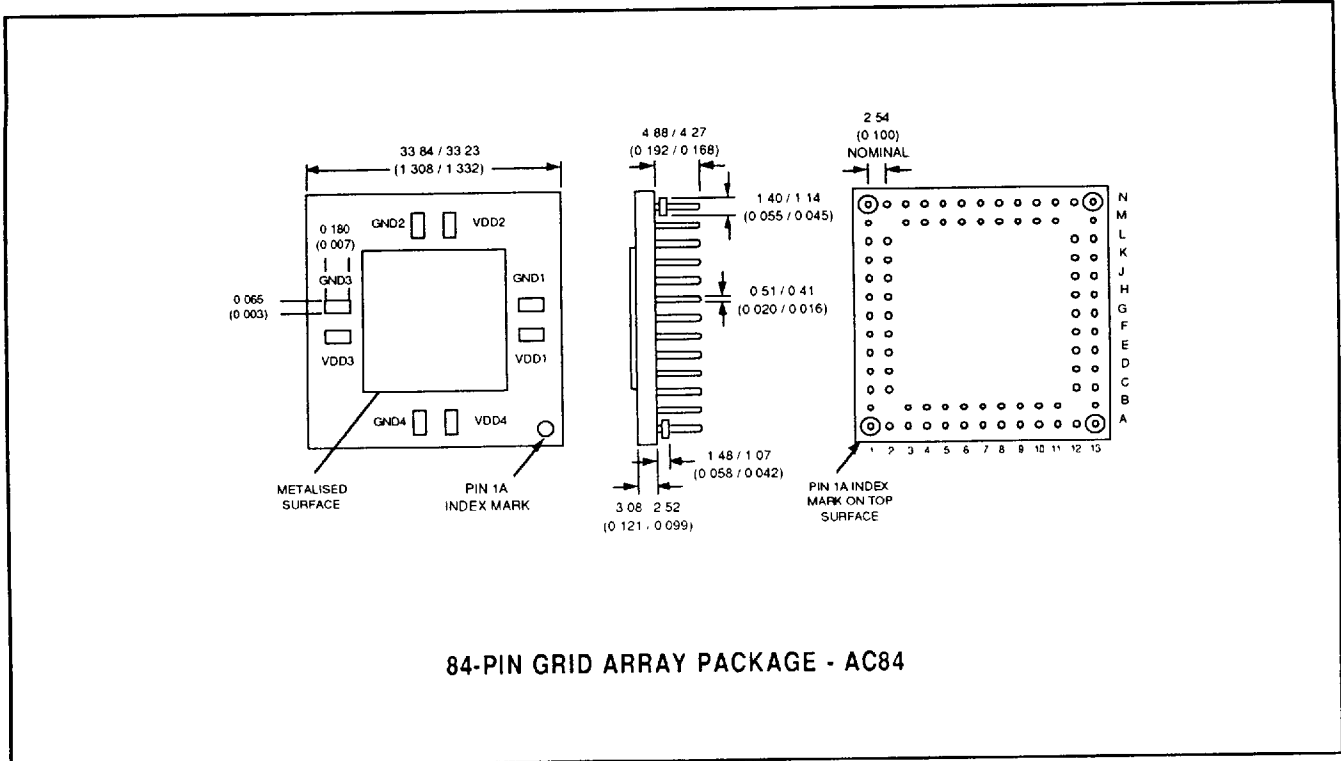 33 84 / 33 23
(1 308 / 1 332)
GND2
VDD2
0 180
(0 007)
GND3
GND1
0 065
(0 003)
VDD3
VDD1
GND4
VDD4
METALISED
SURFACE
PIN 1A
INDEX MARK
4 88 / 4 27
(0 192 / 0 168)
1 40 / 1 14
(0 055 / 0 045)
0 51 / 0 41
(0 020 / 0 016)
1 48 / 1 07
(0 058 / 0 042)
3 08 2 52
(0 121 / 0 099)
2 54
(0 100)
NOMINAL
N
M
L
K
J
H
G
F
E
D
C
B
A
1 2 3 4 5 6 7 8 9 10 11 12 13
PIN 1A INDEX
MARK ON TOP
SURFACE
84-PIN GRID ARRAY PACKAGE - AC84